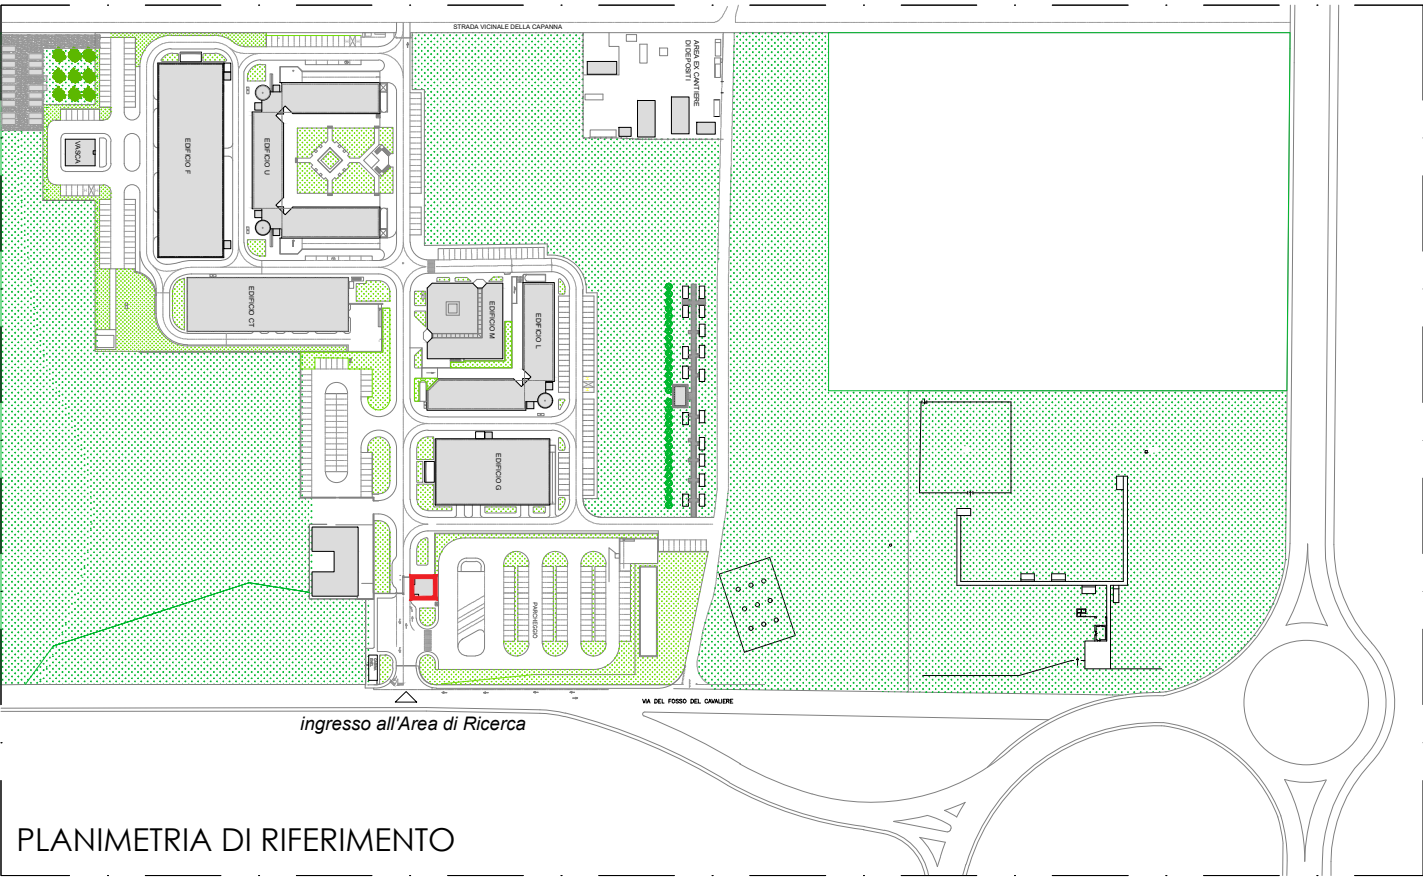 STRADA VICINALE DELLA CAPANNA
AREA EX CANTIERE
DI DEPOSITI
VASCA
EDIFICIO F
EDIFICIO U
EDIFICIO CT
EDIFICIO M
EDIFICIO L
EDIFICIO G
PARCHEGGIO
VIA DEL FOSSO DEL CAVALIERE
ingresso all'Area di Ricerca
PLANIMETRIA DI RIFERIMENTO